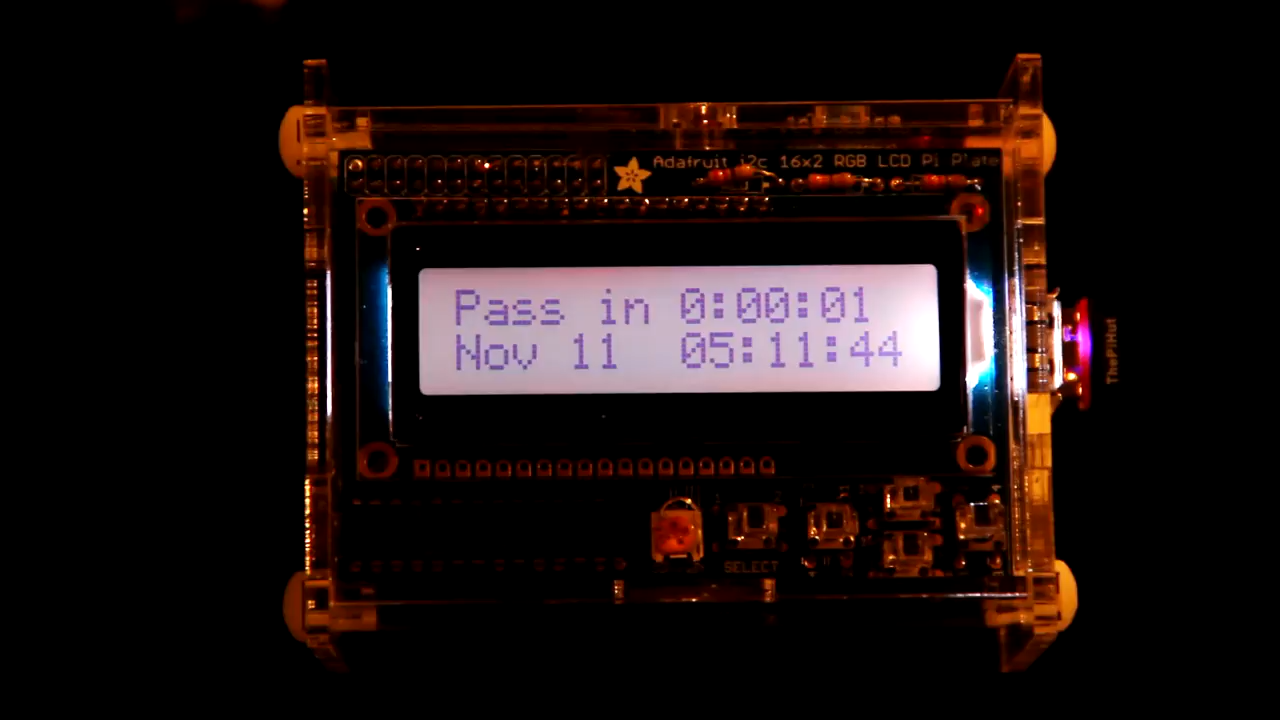 Adafruit i2c 16x2 RGB LCD Pi Plate
Pass in 0:00:01
Nov 11 05:11:44
ThePiHut
SELECT